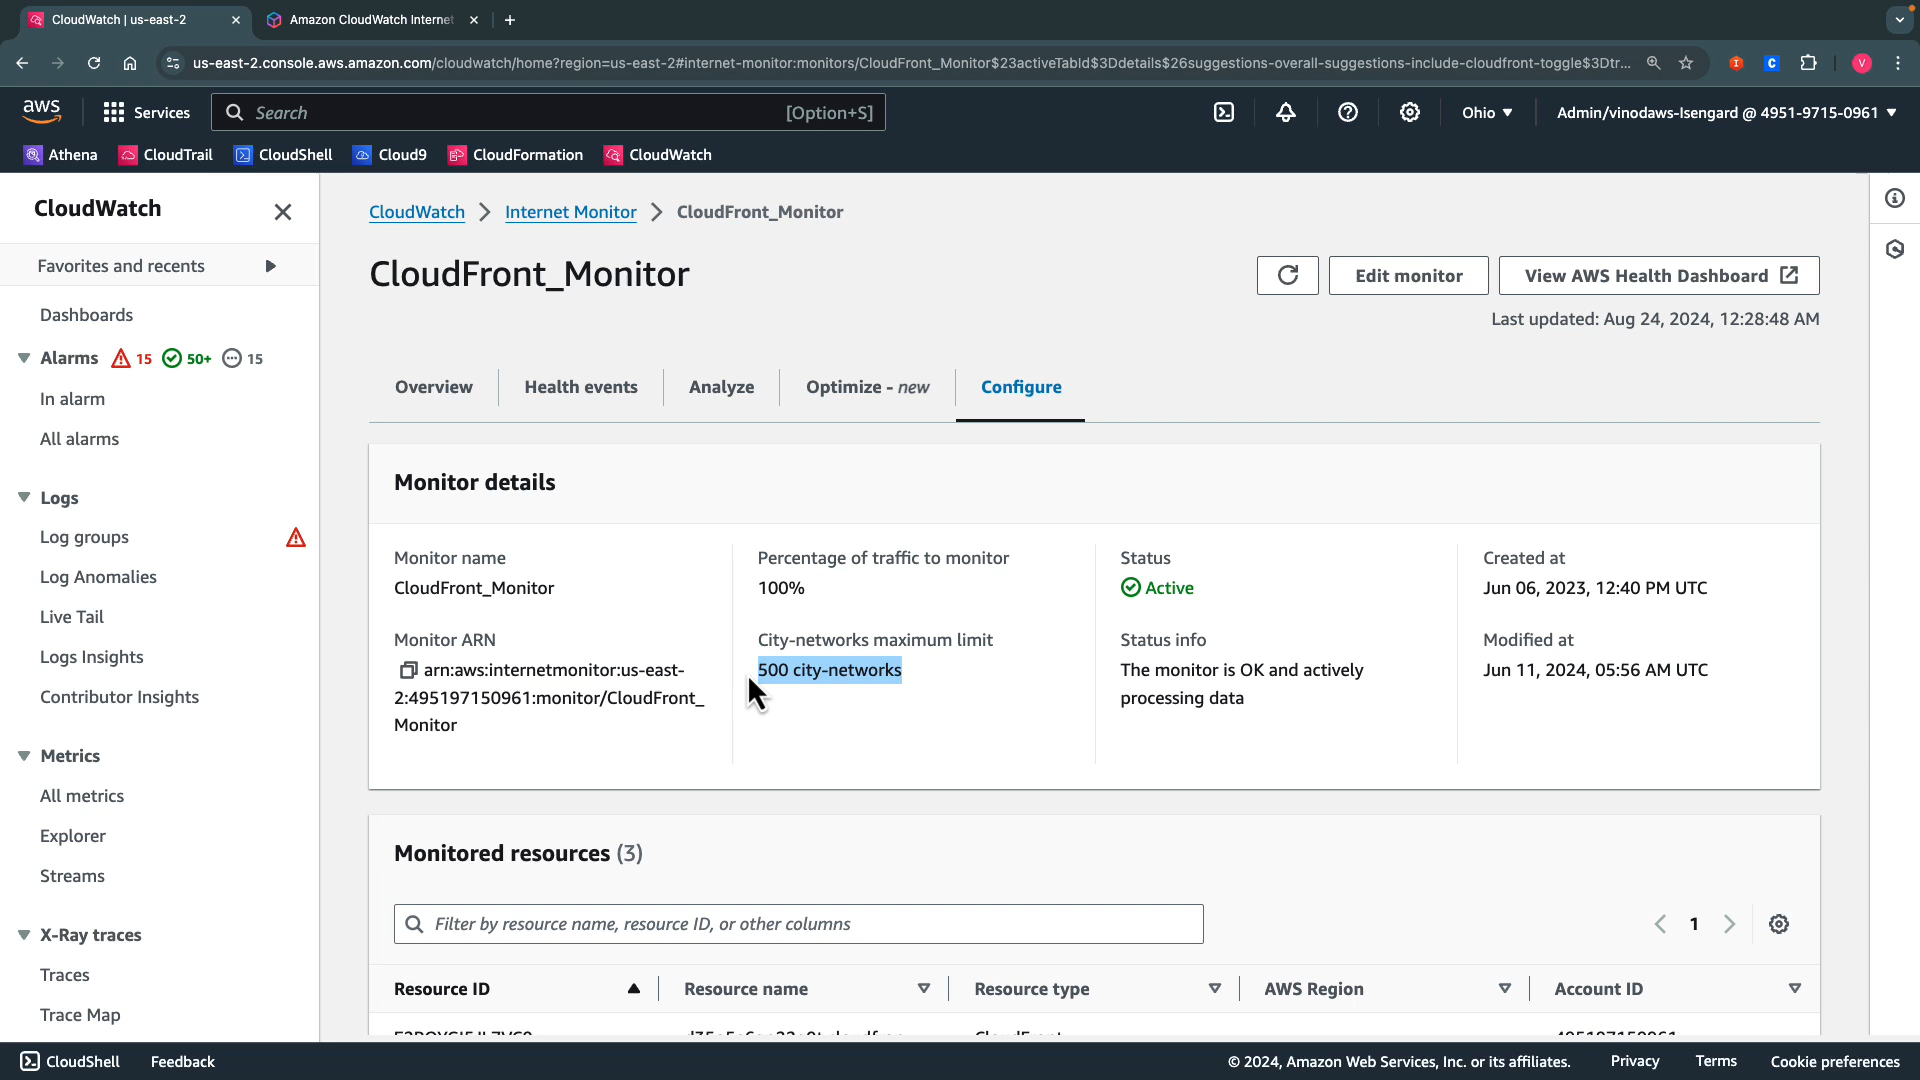 CloudWatch | us-east-2
Amazon CloudWatch Internet
us-east-2.console.aws.amazon.com/cloudwatch/home?region=us-east-2#internet-monitor:monitors/CloudFront_Monitor$23activeTabId$3Ddetails$26suggestions-overall-suggestions-include-cloudfront-toggle$3Dtr...
aws
Services
Search
[Option+S]
Ohio
Admin/vinodaws-Isengard @ 4951-9715-0961
Athena
CloudTrail
CloudShell
Cloud9
CloudFormation
CloudWatch
CloudWatch
Favorites and recents
Dashboards
Alarms 15 50+ 15
In alarm
All alarms
Logs
Log groups
Log Anomalies
Live Tail
Logs Insights
Contributor Insights
Metrics
All metrics
Explorer
Streams
X-Ray traces
Traces
Trace Map
CloudWatch > Internet Monitor > CloudFront_Monitor
CloudFront_Monitor
Edit monitor
View AWS Health Dashboard
Last updated: Aug 24, 2024, 12:28:48 AM
Overview
Health events
Analyze
Optimize - new
Configure
Monitor details
Monitor name
CloudFront_Monitor
Monitor ARN
arn:aws:internetmonitor:us-east-
2:495197150961:monitor/CloudFront_
Monitor
Percentage of traffic to monitor
100%
City-networks maximum limit
500 city-networks
Status
Active
Status info
The monitor is OK and actively
processing data
Created at
Jun 06, 2023, 12:40 PM UTC
Modified at
Jun 11, 2024, 05:56 AM UTC
Monitored resources (3)
Filter by resource name, resource ID, or other columns
1
Resource ID
Resource name
Resource type
AWS Region
Account ID
CloudFront
495197150961
CloudShell
Feedback
© 2024, Amazon Web Services, Inc. or its affiliates.
Privacy
Terms
Cookie preferences